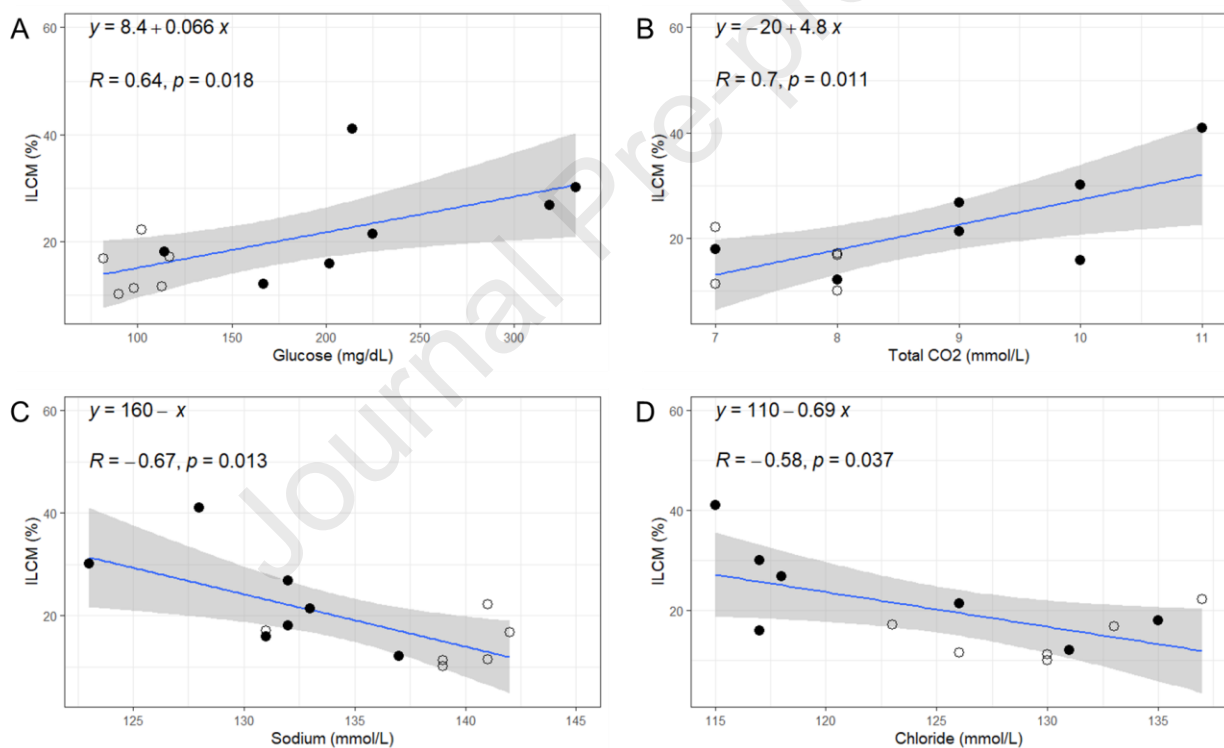 A
y = 8.4 + 0.066 x
R = 0.64, p = 0.018
60
40
20
ILCM (%)
100 150 200 250 300
Glucose (mg/dL)
B
y = −20 + 4.8 x
R = 0.7, p = 0.011
60
40
20
ILCM (%)
7 8 9 10 11
Total CO2 (mmol/L)
C
y = 160 − x
R = −0.67, p = 0.013
60
40
20
ILCM (%)
125 130 135 140 145
Sodium (mmol/L)
D
y = 110 − 0.69 x
R = −0.58, p = 0.037
60
40
20
ILCM (%)
115 120 125 130 135
Chloride (mmol/L)
Journal Pre-pro